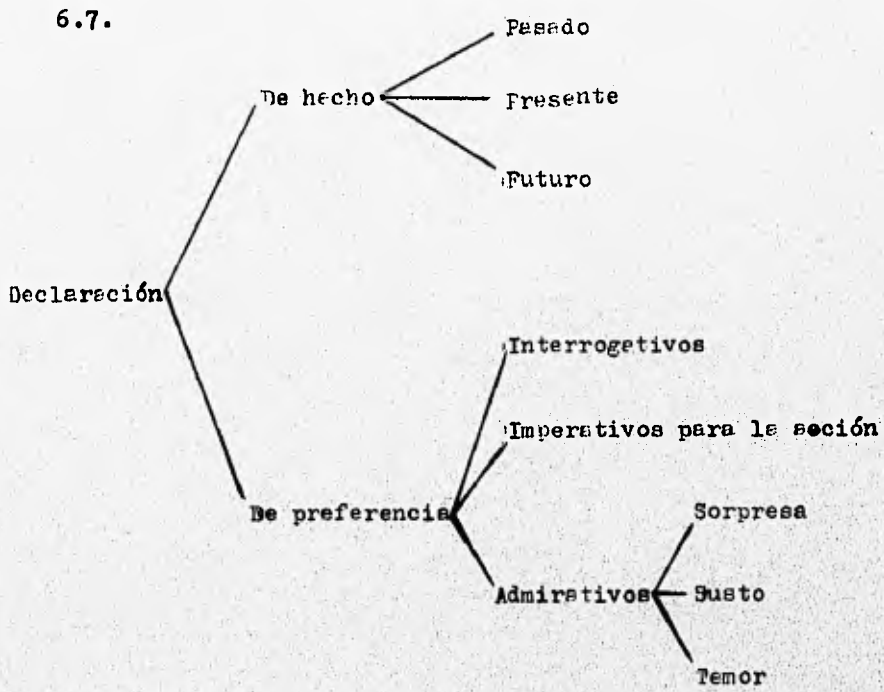 6.7.
Pasado
De hecho
Presente
Futuro
Declaración
Interrogativos
Imperativos para la acción
De preferencia
Sorpresa
Admirativos
Susto
Temor